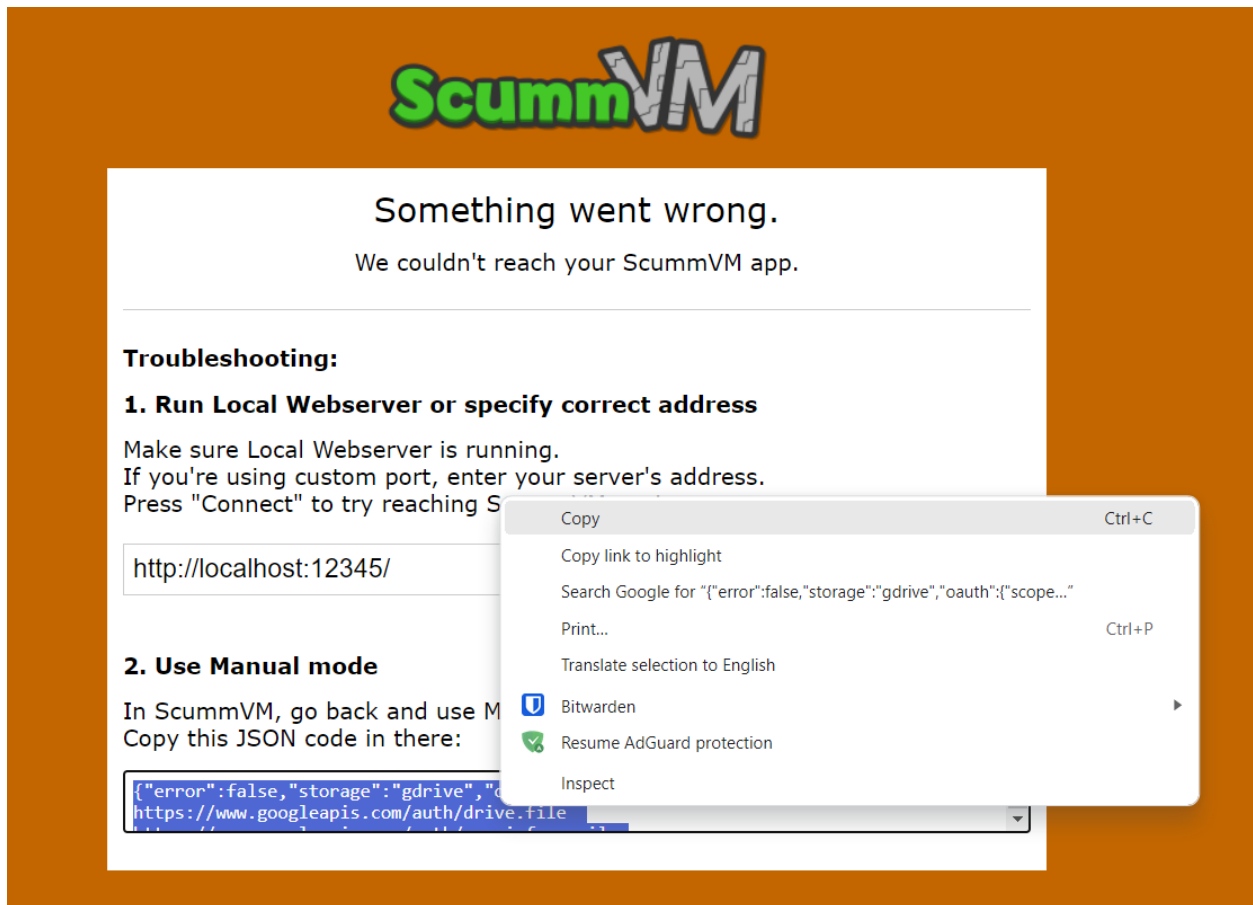 ScummVM
Something went wrong.
We couldn't reach your ScummVM app.
Troubleshooting:
1. Run Local Webserver or specify correct address
Make sure Local Webserver is running.
If you're using custom port, enter your server's address.
Press "Connect" to try reaching S
http://localhost:12345/
2. Use Manual mode
In ScummVM, go back and use M
Copy this JSON code in there:
{"error":false,"storage":"gdrive","
https://www.googleapis.com/auth/drive.file
Copy Ctrl+C
Copy link to highlight
Search Google for “{"error":false,"storage":"gdrive","oauth":{"scope...”
Print... Ctrl+P
Translate selection to English
Bitwarden
Resume AdGuard protection
Inspect